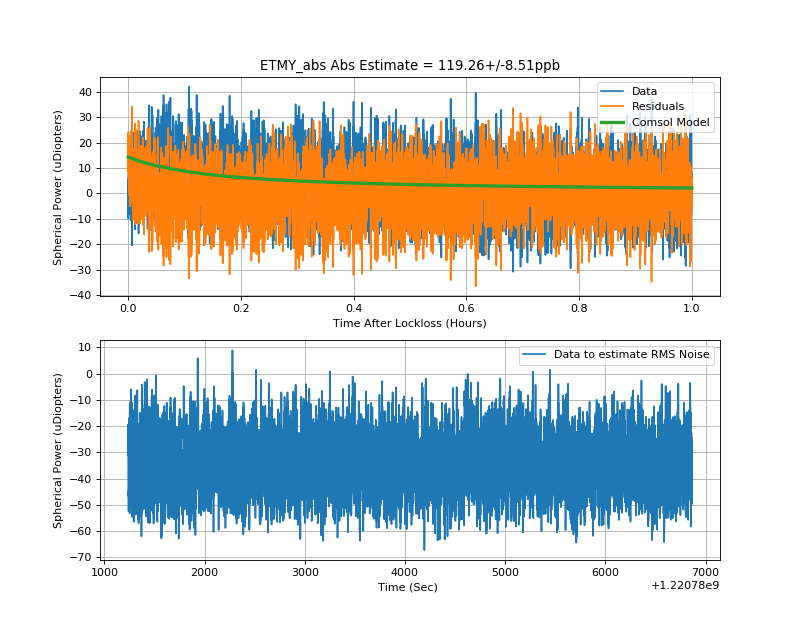 ETMY_abs Abs Estimate = 119.26+/-8.51ppb
Spherical Power (uDiopters)
40
30
20
10
0
−10
−20
−30
−40
Data
Residuals
Comsol Model
0.0 0.2 0.4 0.6 0.8 1.0
Time After Lockloss (Hours)
Spherical Power (uDiopters)
10
0
−10
−20
−30
−40
−50
−60
−70
Data to estimate RMS Noise
1000 2000 3000 4000 5000 6000 7000
Time (Sec)
+1.22078e9